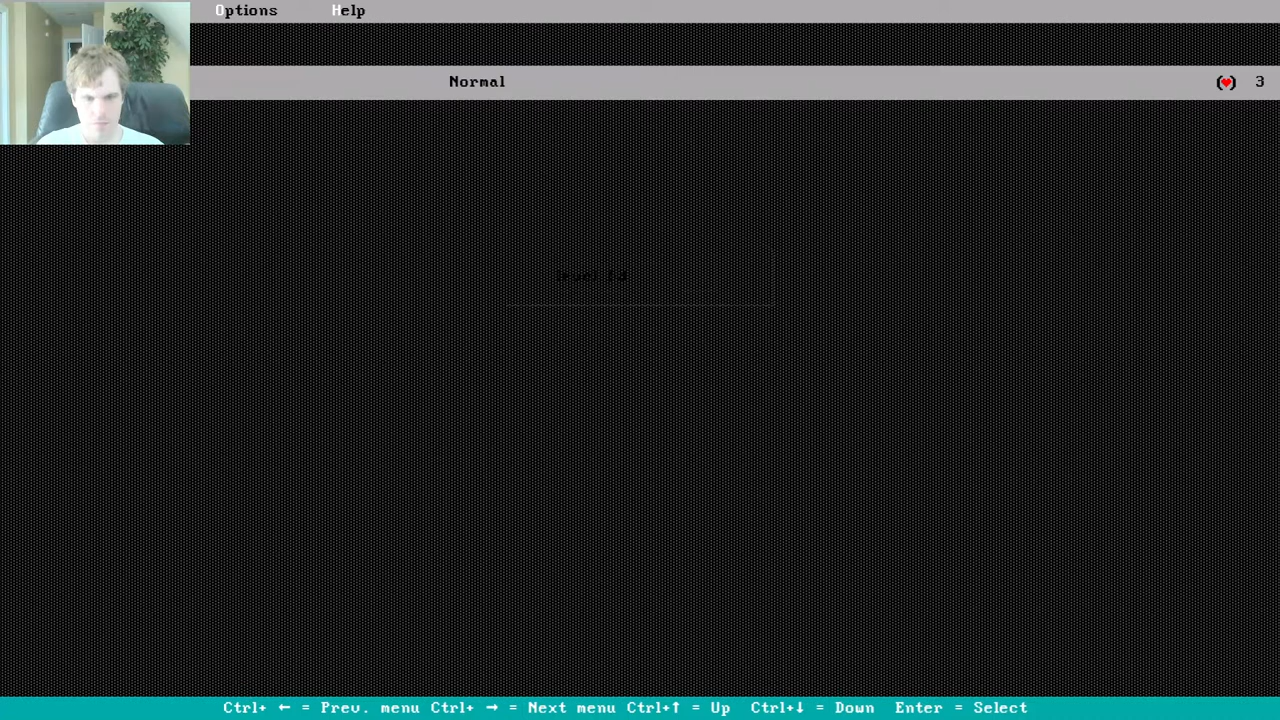 Options Help
Normal (♥) 3
Ctrl+ ← = Prev. menu Ctrl+ → = Next menu Ctrl+↑ = Up Ctrl+↓ = Down Enter = Select